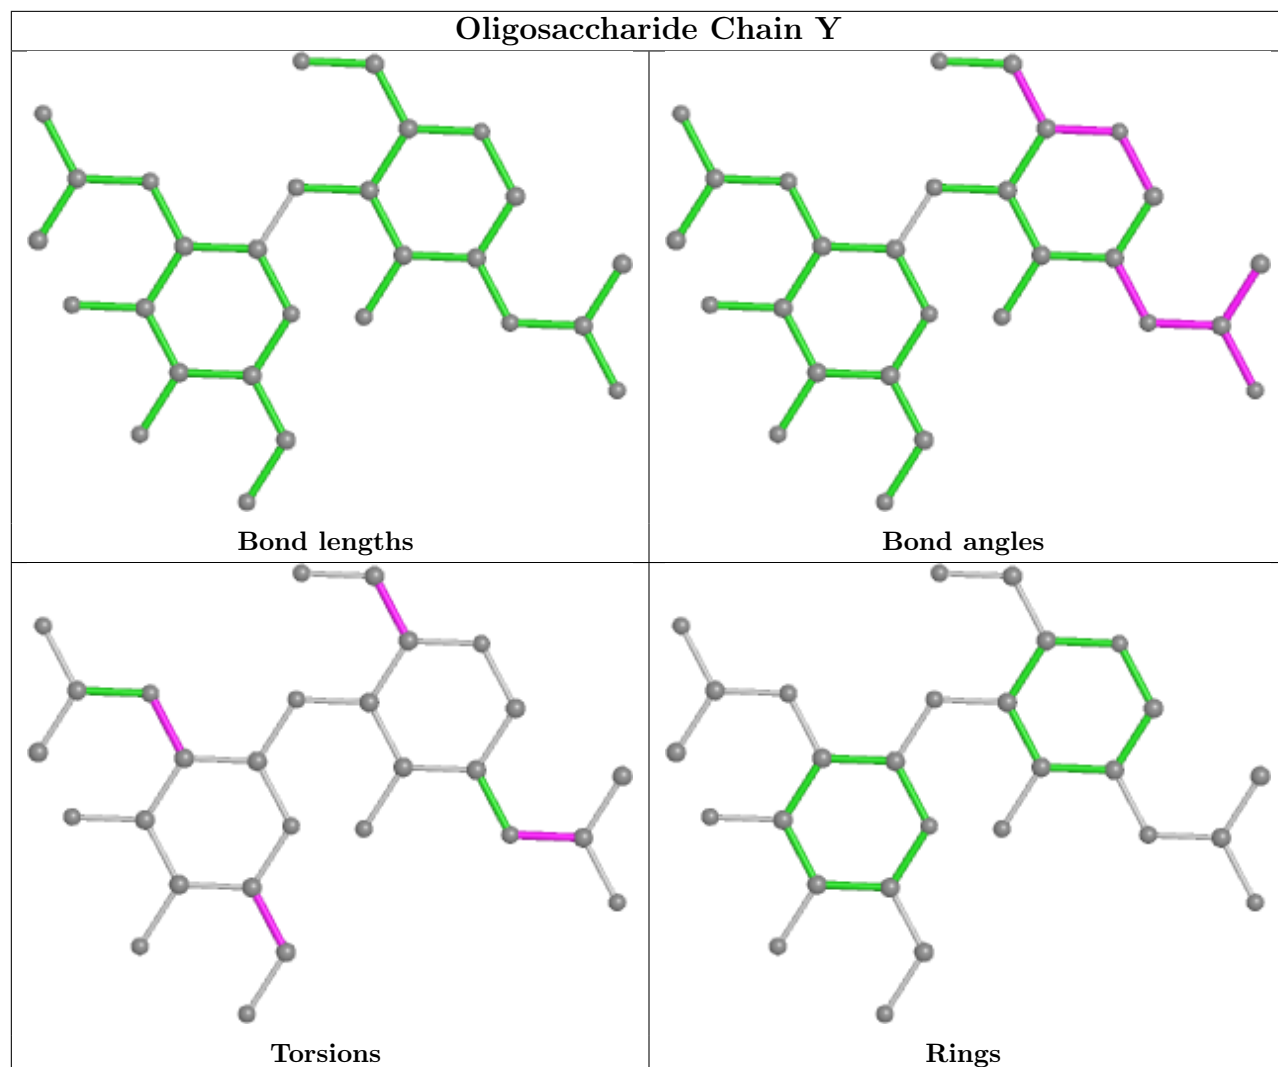 Oligosaccharide Chain Y
Bond lengths
Bond angles
Torsions
Rings